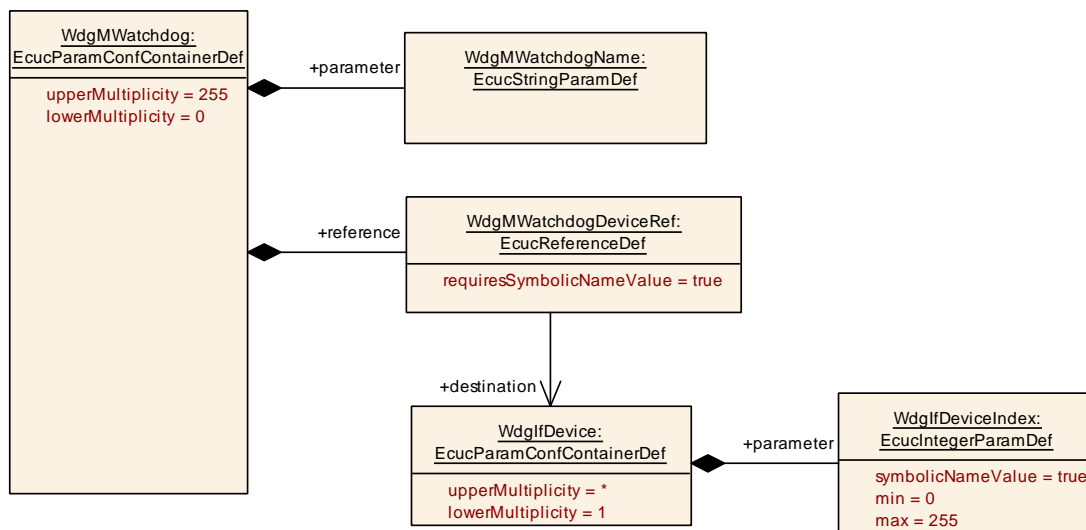 WdgMWatchdog:
EcucParamConfContainerDef
upperMultiplicity = 255
lowerMultiplicity = 0
+parameter
WdgMWatchdogName:
EcucStringParamDef
+reference
WdgMWatchdogDeviceRef:
EcucReferenceDef
requiresSymbolicNameValue = true
+destination
WdgIfDevice:
EcucParamConfContainerDef
upperMultiplicity = *
lowerMultiplicity = 1
+parameter
WdgIfDeviceIndex:
EcucIntegerParamDef
symbolicNameValue = true
min = 0
max = 255